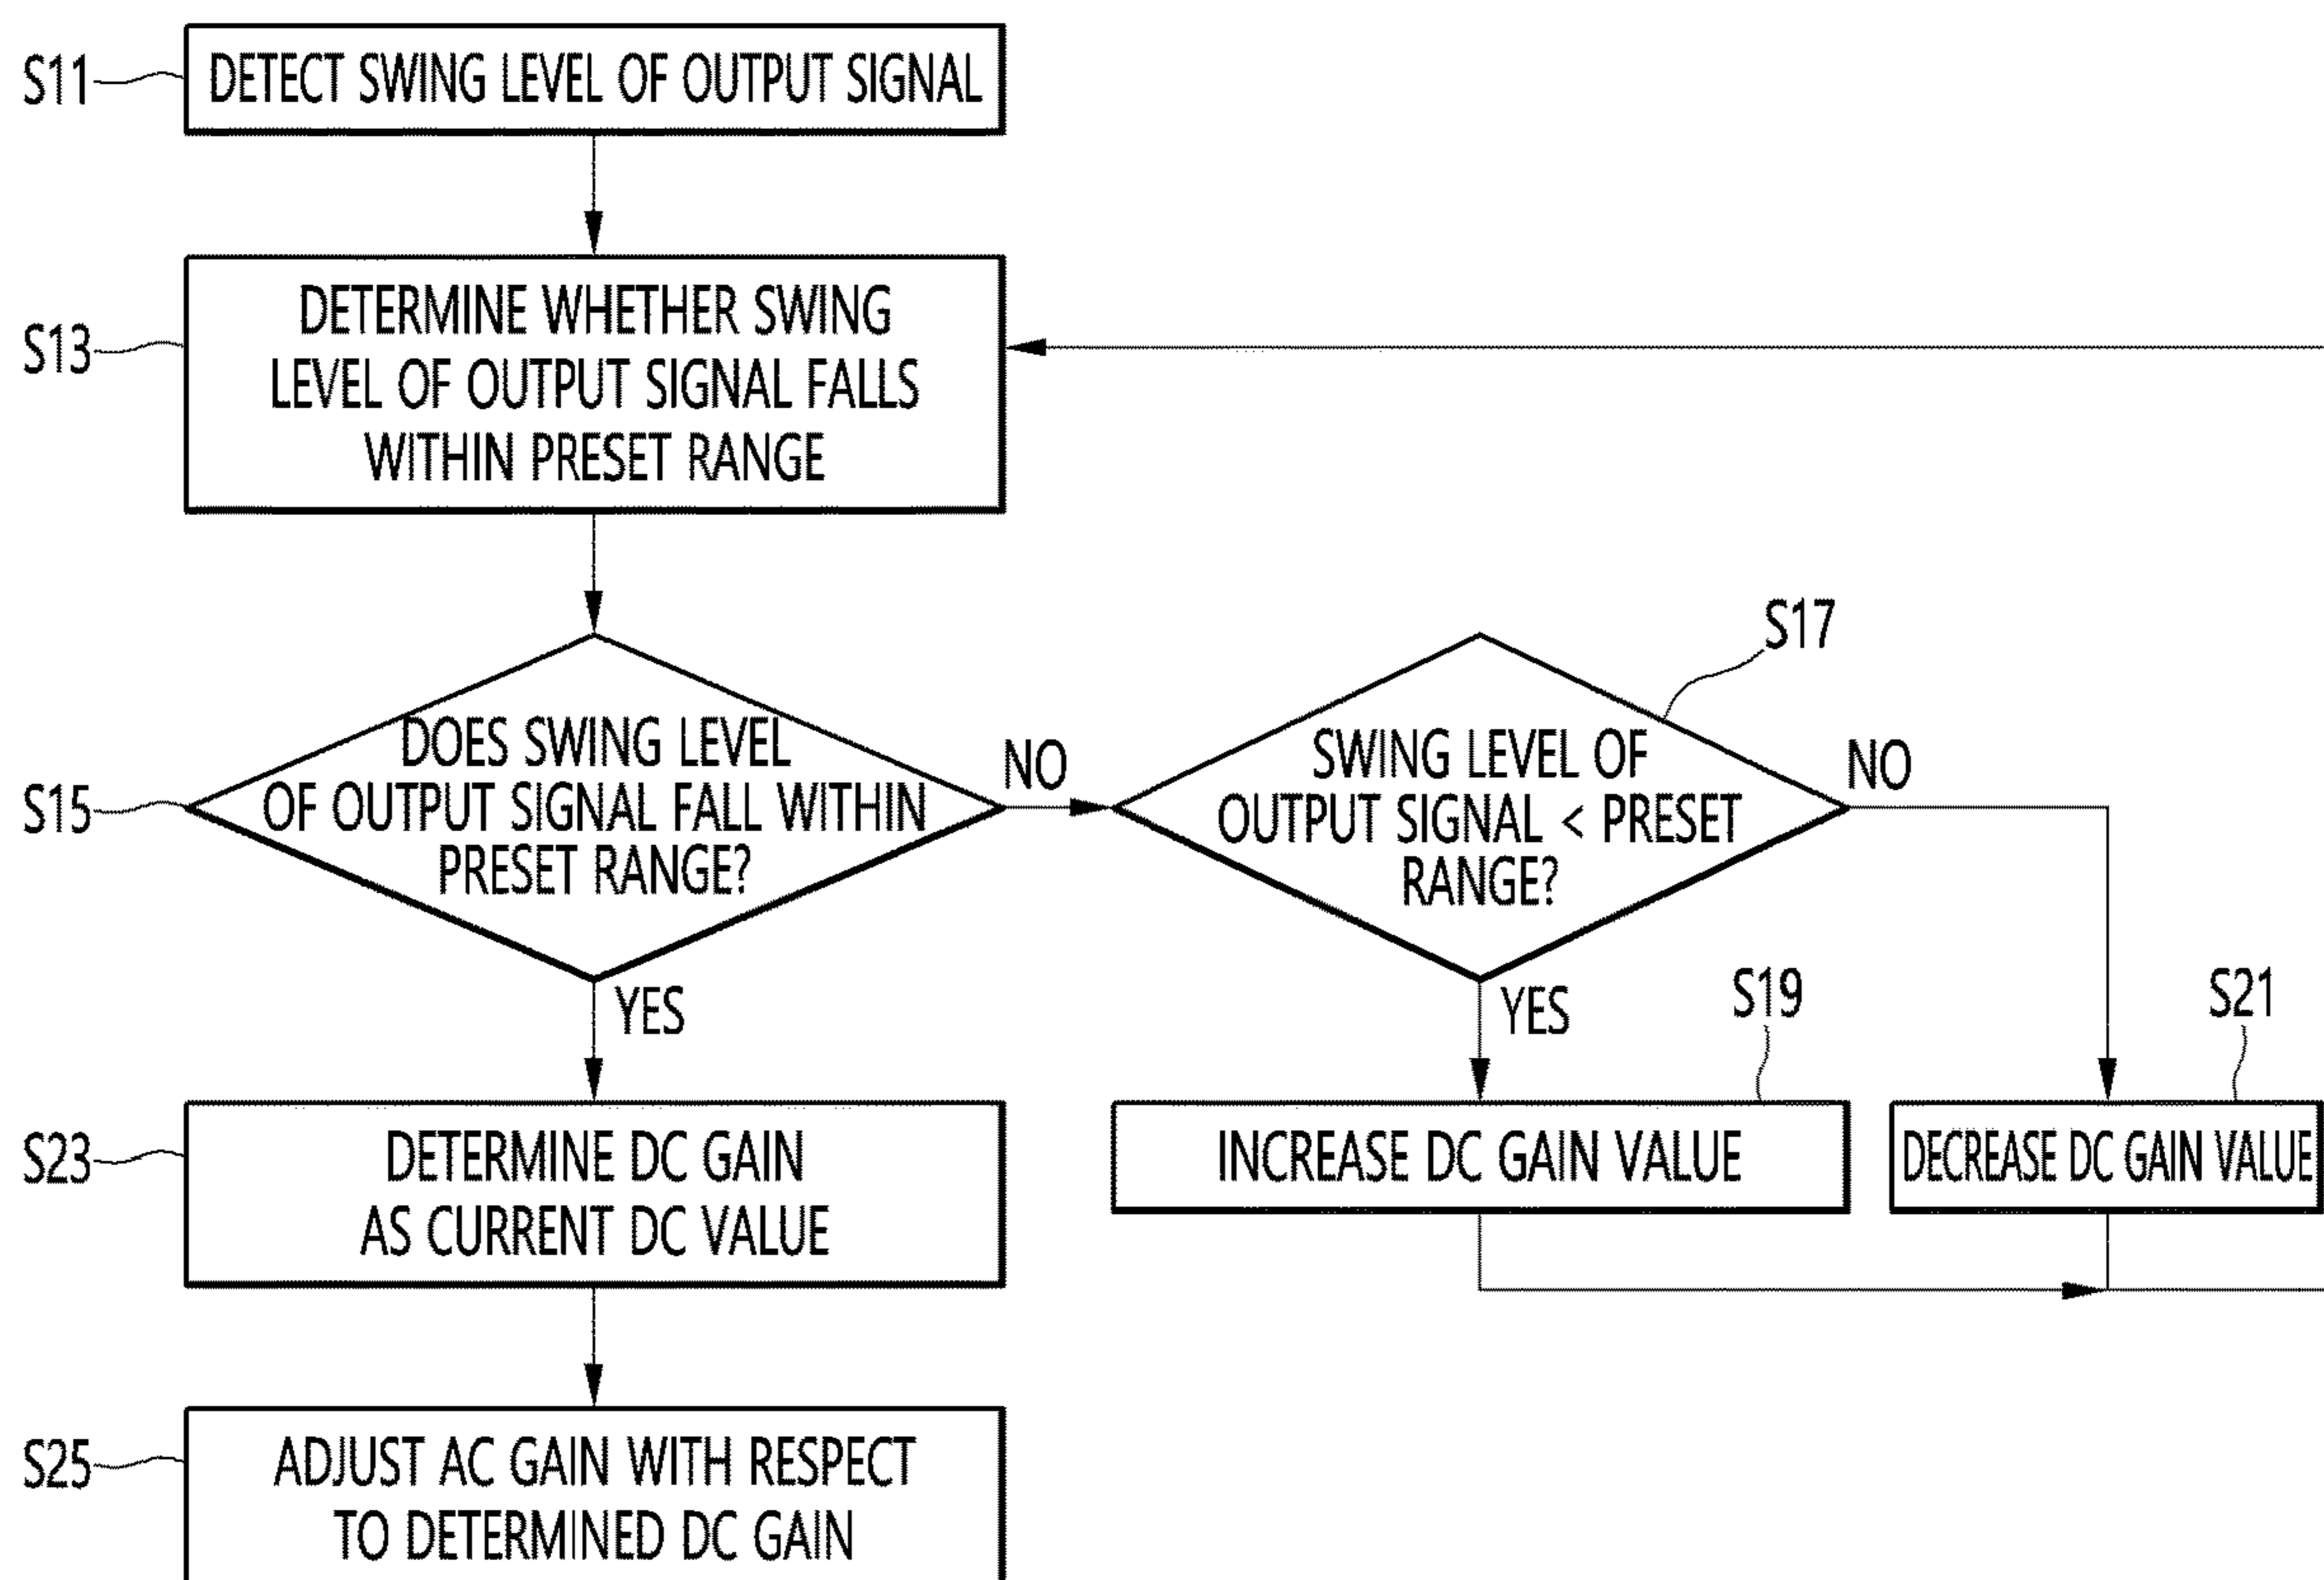 S11
DETECT SWING LEVEL OF OUTPUT SIGNAL
S13
DETERMINE WHETHER SWING
LEVEL OF OUTPUT SIGNAL FALLS
WITHIN PRESET RANGE
S15
DOES SWING LEVEL
OF OUTPUT SIGNAL FALL WITHIN
PRESET RANGE?
NO
YES
S17
SWING LEVEL OF
OUTPUT SIGNAL < PRESET
RANGE?
NO
YES
S19
INCREASE DC GAIN VALUE
S21
DECREASE DC GAIN VALUE
S23
DETERMINE DC GAIN
AS CURRENT DC VALUE
S25
ADJUST AC GAIN WITH RESPECT
TO DETERMINED DC GAIN